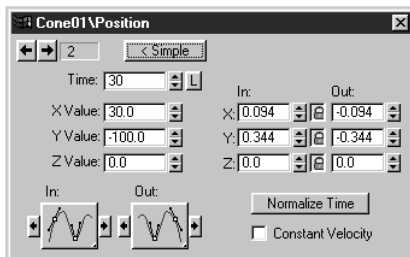 Cone01\Position
2
< Simple
Time: 30 L
In: Out:
X Value: 30.0 X: 0.094 -0.094
Y Value: -100.0 Y: 0.344 -0.344
Z Value: 0.0 Z: 0.0 0.0
In: Out:
Normalize Time
Constant Velocity